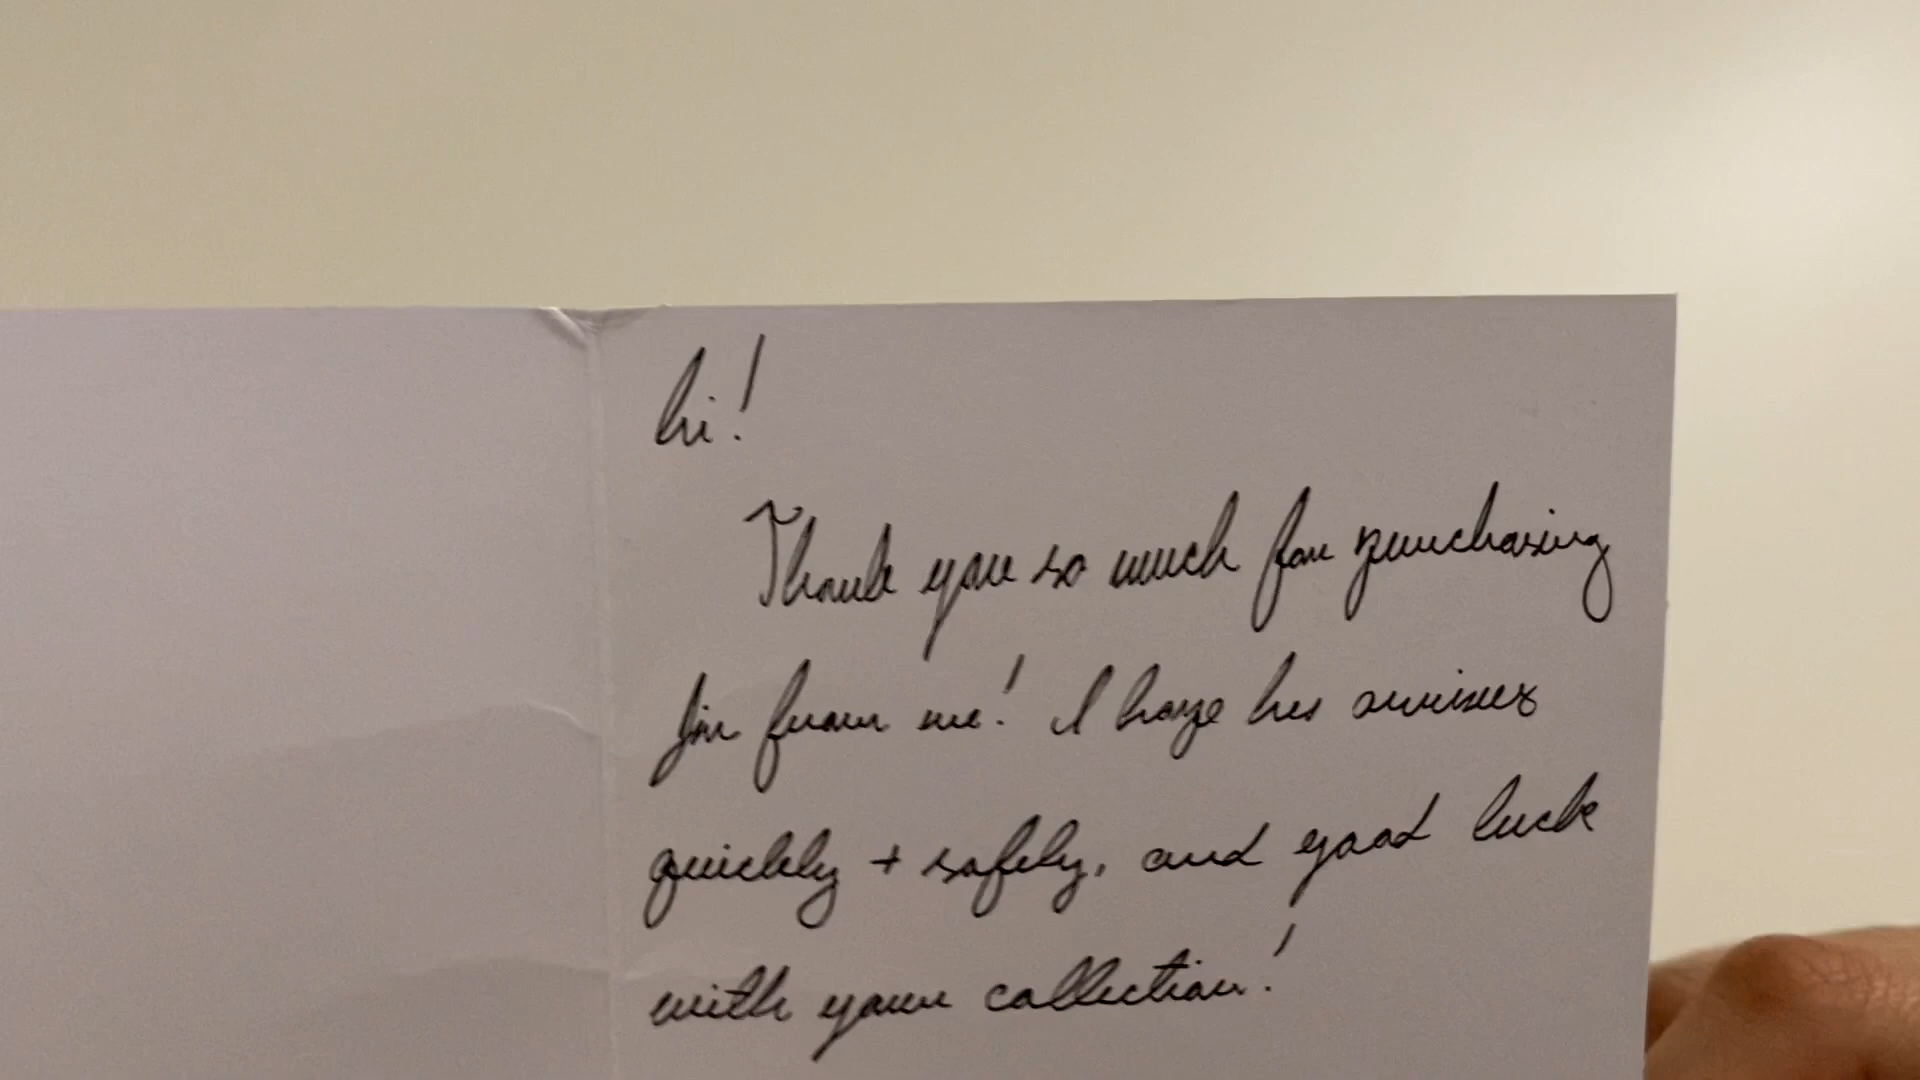 hi!
Thank you so much for purchasing
Jin from me! I hope he arrives
quickly + safely, and good luck
with your collection!